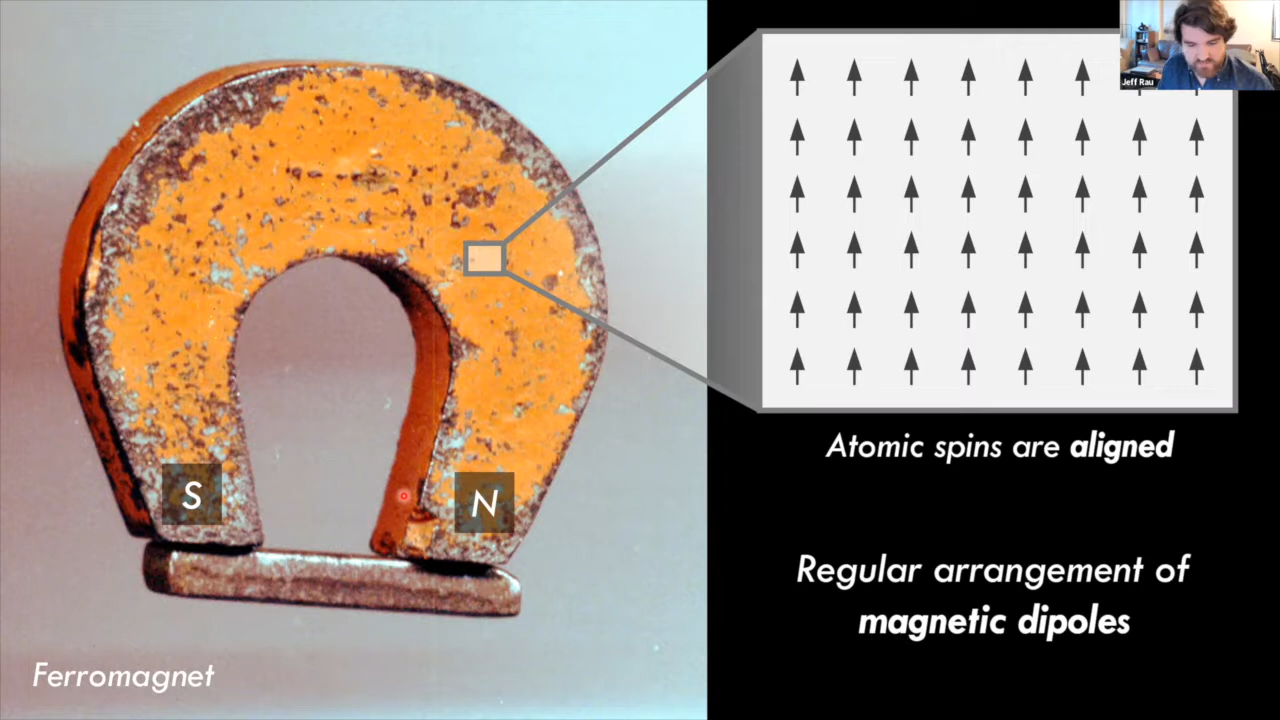 Jeff Rau
Atomic spins are aligned
S
N
Regular arrangement of
magnetic dipoles
Ferromagnet